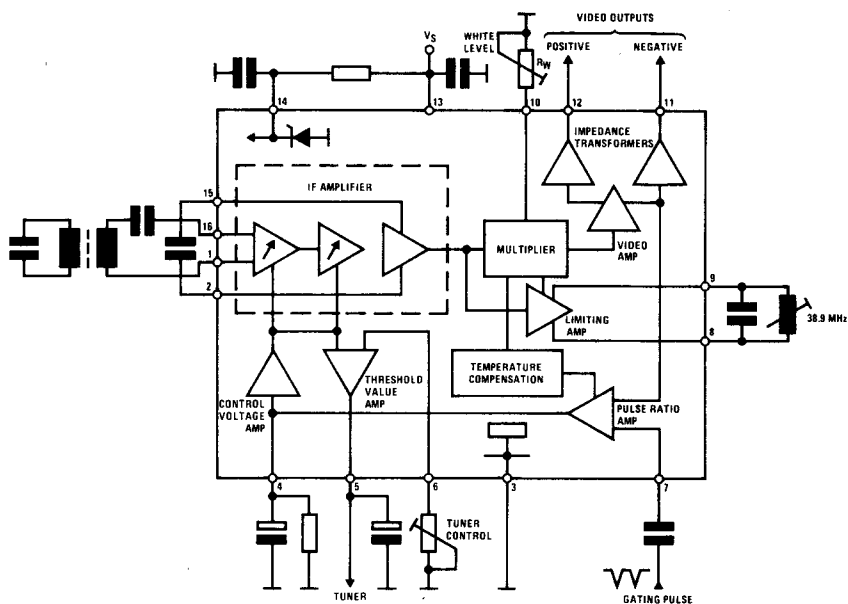 VIDEO OUTPUTS
POSITIVE
NEGATIVE
VS
WHITE
LEVEL
RW
14
13
10
12
11
IMPEDANCE
TRANSFORMERS
IF AMPLIFIER
15
16
1
2
MULTIPLIER
VIDEO
AMP
9
LIMITING
AMP
38.9 MHz
8
THRESHOLD
VALUE
AMP
TEMPERATURE
COMPENSATION
CONTROL
VOLTAGE
AMP
PULSE RATIO
AMP
4
5
6
3
7
TUNER
CONTROL
TUNER
GATING PULSE